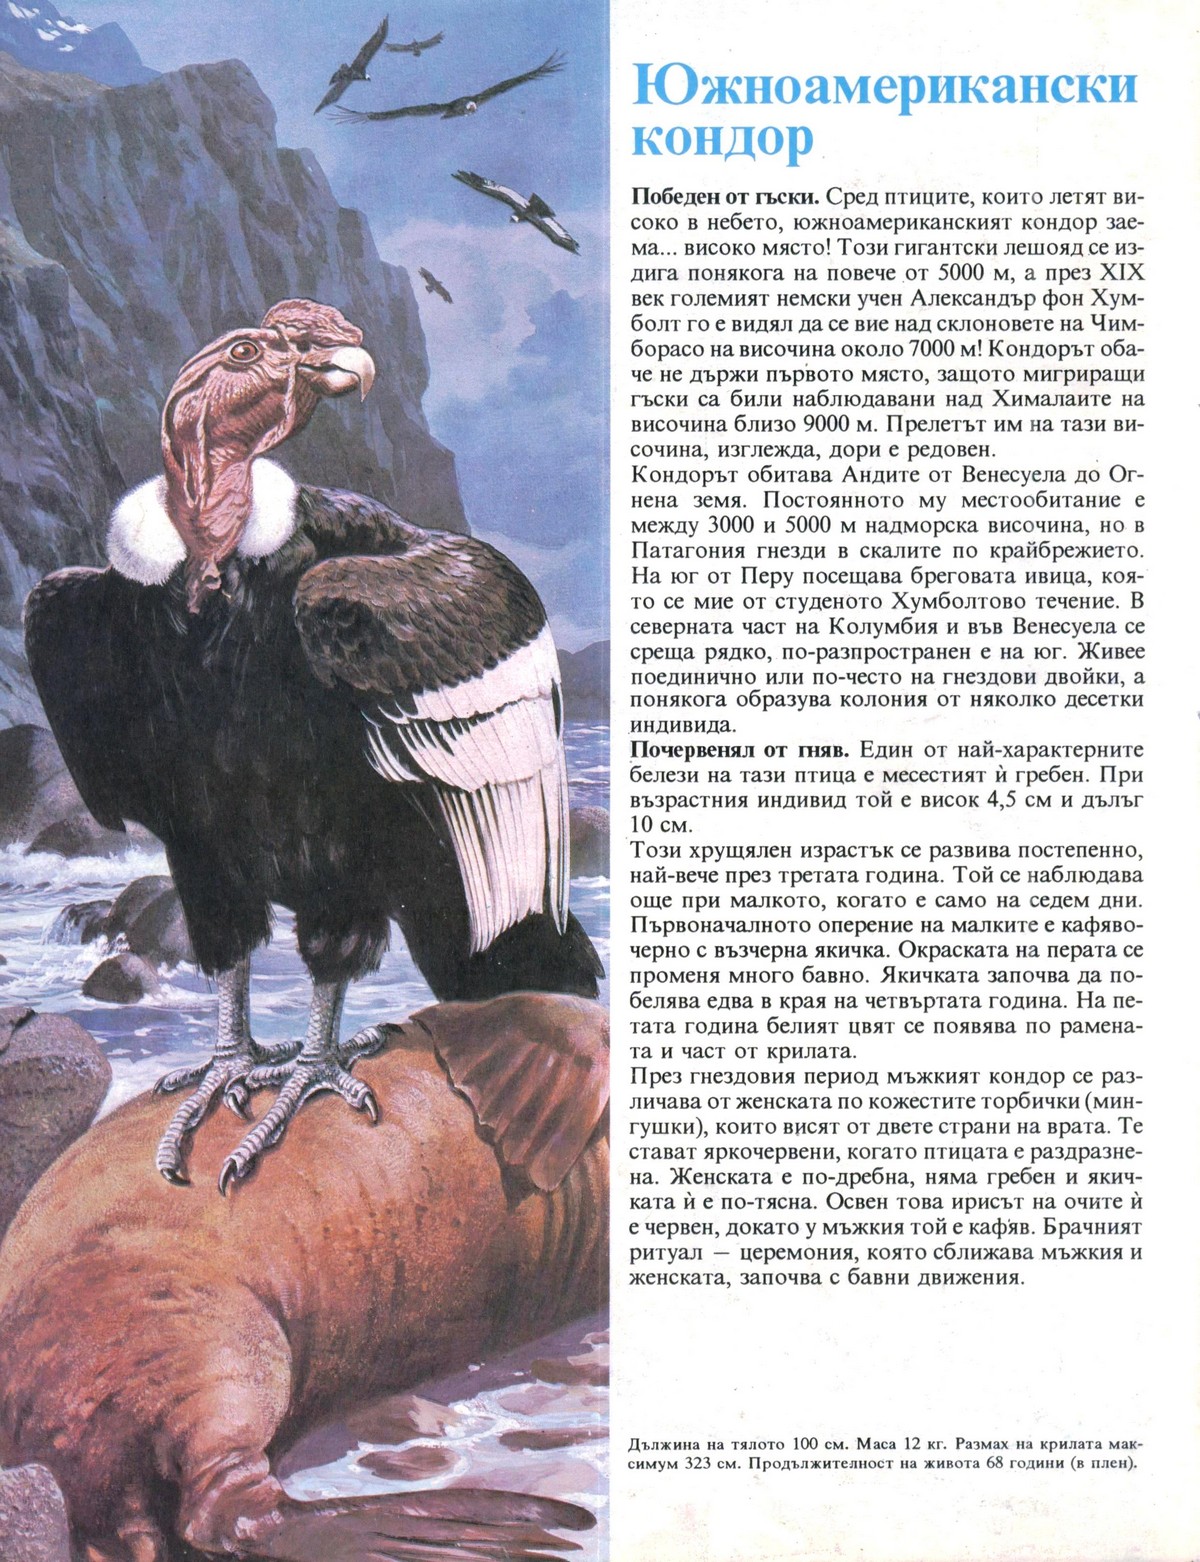 Южноамерикански
кондор
Победен от гъски. Сред птиците, които летят ви-
соко в небето, южноамериканският кондор зае-
ма... високо място! Този гигантски лешояд се из-
дига понякога на повече от 5000 м, а през XIX
век големият немски учен Александър фон Хум-
болт го е видял да се вие над склоновете на Чим-
борасо на височина около 7000 м! Кондорът оба-
че не държи първото място, защото мигриращи
гъски са били наблюдавани над Хималаите на
височина близо 9000 м. Прелетът им на тази ви-
сочина, изглежда, дори е редовен.
Кондорът обитава Андите от Венесуела до Ог-
нена земя. Постоянното му местообитание е
между 3000 и 5000 м надморска височина, но в
Патагония гнезди в скалите по крайбрежието.
На юг от Перу посещава бреговата ивица, коя-
то се мие от студеното Хумболтово течение. В
северната част на Колумбия и във Венесуела се
среща рядко, по-разпространен е на юг. Живее
поединично или по-често на гнездови двойки, а
понякога образува колония от няколко десетки
индивида.
Почервенял от гняв. Един от най-характерните
белези на тази птица е месестият ѝ гребен. При
възрастния индивид той е висок 4,5 см и дълъг
10 см.
Този хрущялен израстък се развива постепенно,
най-вече през третата година. Той се наблюдава
още при малкото, когато е само на седем дни.
Първоначалното оперение на малките е кафяво-
черно с възчерна якичка. Окраската на перата се
променя много бавно. Якичката започва да по-
белява едва в края на четвъртата година. На пе-
тата година белият цвят се появява по рамена-
та и част от крилата.
През гнездовия период мъжкият кондор се раз-
личава от женската по кожестите торбички (мин-
гушки), които висят от двете страни на врата. Те
стават яркочервени, когато птицата е раздразне-
на. Женската е по-дребна, няма гребен и якич-
ката ѝ е по-тясна. Освен това ирисът на очите ѝ
е червен, докато у мъжкия той е кафяв. Брачният
ритуал — церемония, която сближава мъжкия и
женската, започва с бавни движения.
Дължина на тялото 100 см. Маса 12 кг. Размах на крилата мак-
симум 323 см. Продължителност на живота 68 години (в плен).